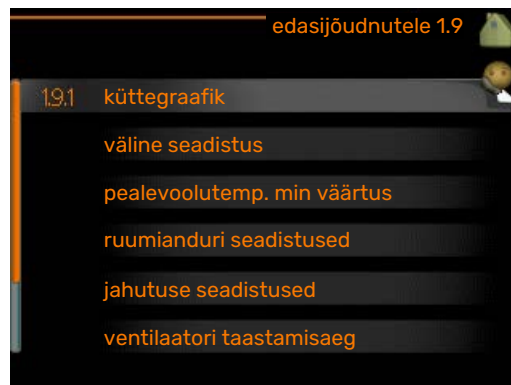 edasijõudnutele 1.9
1.9.1 küttegraafik
väline seadistus
pealevoolutemp. min väärtus
ruumianduri seadistused
jahutuse seadistused
ventilaatori taastamisaeg